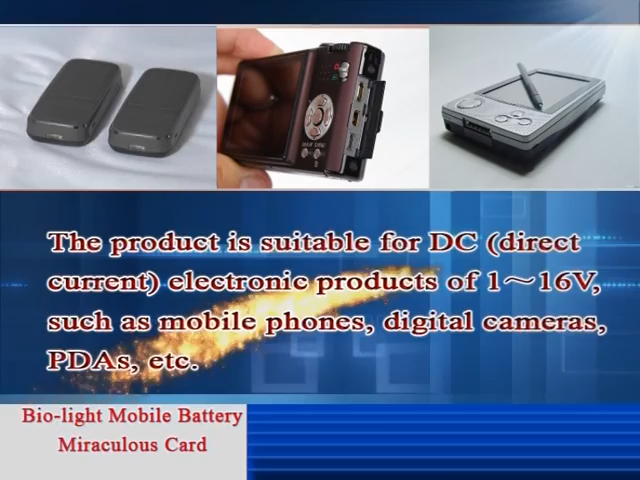 The product is suitable for DC (direct
current) electronic products of 1～16V,
such as mobile phones, digital cameras,
PDAs, etc.
Bio-light Mobile Battery
Miraculous Card